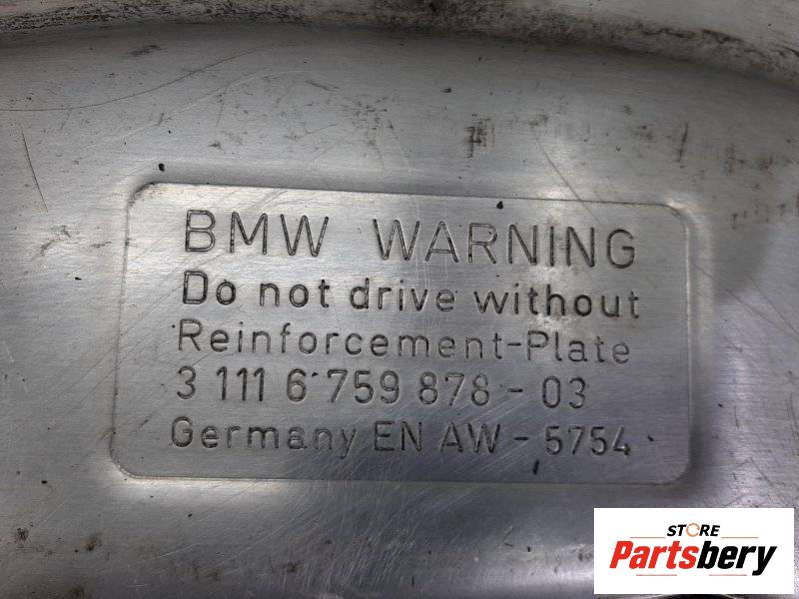 BMW WARNING
Do not drive without
Reinforcement-Plate
3 111 6 759 878 - 03
Germany EN AW - 5754
STORE
Partsbery